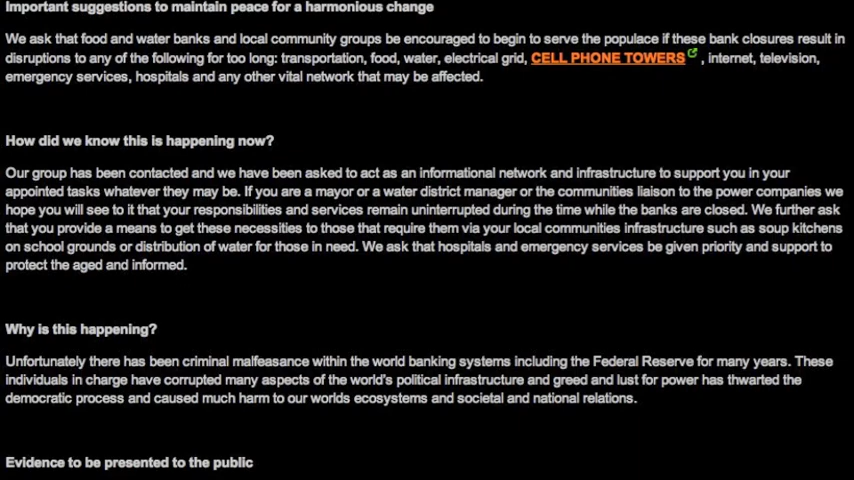 Important suggestions to maintain peace for a harmonious change
We ask that food and water banks and local community groups be encouraged to begin to serve the populace if these bank closures result in
disruptions to any of the following for too long: transportation, food, water, electrical grid, CELL PHONE TOWERS , internet, television,
emergency services, hospitals and any other vital network that may be affected.
How did we know this is happening now?
Our group has been contacted and we have been asked to act as an informational network and infrastructure to support you in your
appointed tasks whatever they may be. If you are a mayor or a water district manager or the communities liaison to the power companies we
hope you will see to it that your responsibilities and services remain uninterrupted during the time while the banks are closed. We further ask
that you provide a means to get these necessities to those that require them via your local communities infrastructure such as soup kitchens
on school grounds or distribution of water for those in need. We ask that hospitals and emergency services be given priority and support to
protect the aged and informed.
Why is this happening?
Unfortunately there has been criminal malfeasance within the world banking systems including the Federal Reserve for many years. These
individuals in charge have corrupted many aspects of the world's political infrastructure and greed and lust for power has thwarted the
democratic process and caused much harm to our worlds ecosystems and societal and national relations.
Evidence to be presented to the public